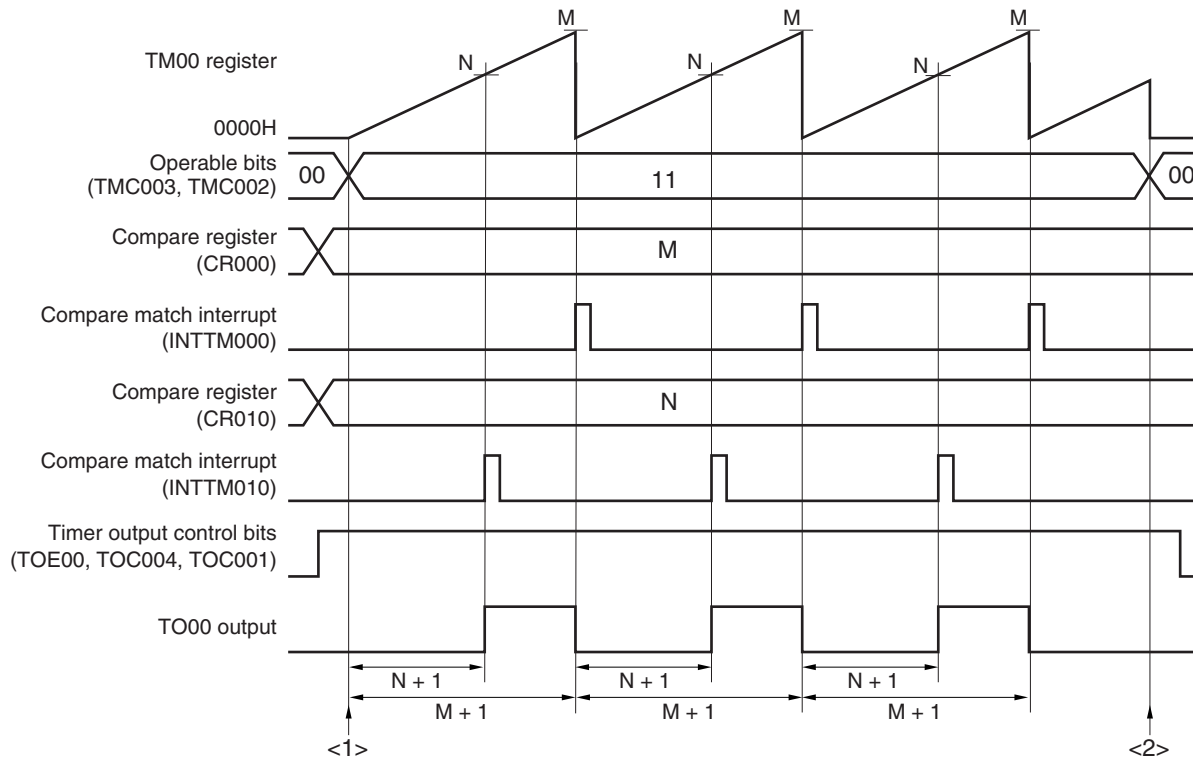 M M M
TM00 register
N N N
0000H
Operable bits
(TMC003, TMC002)
00 11 00
Compare register
(CR000)
M
Compare match interrupt
(INTTM000)
Compare register
(CR010)
N
Compare match interrupt
(INTTM010)
Timer output control bits
(TOE00, TOC004, TOC001)
TO00 output
N + 1 N + 1 N + 1
M + 1 M + 1 M + 1
<1> <2>